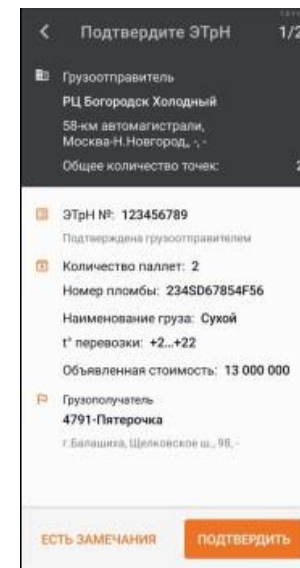 Подтвердите ЭТрН
1/2
Грузоотправитель
РЦ Богородск Холодный
58-км автомагистрали,
Москва-Н.Новгород,, -, -
Общее количество точек:
2
ЭТрН №: 123456789
Подтверждена грузоотправителем
Количество паллет: 2
Номер пломбы: 234SD67854F56
Наименование груза: Сухой
t° перевозки: +2...+22
Объявленная стоимость: 13 000 000
Грузополучатель
4791-Пятерочка
г.Балашиха, Щелковское ш., 98, -
ЕСТЬ ЗАМЕЧАНИЯ
ПОДТВЕРДИТЬ